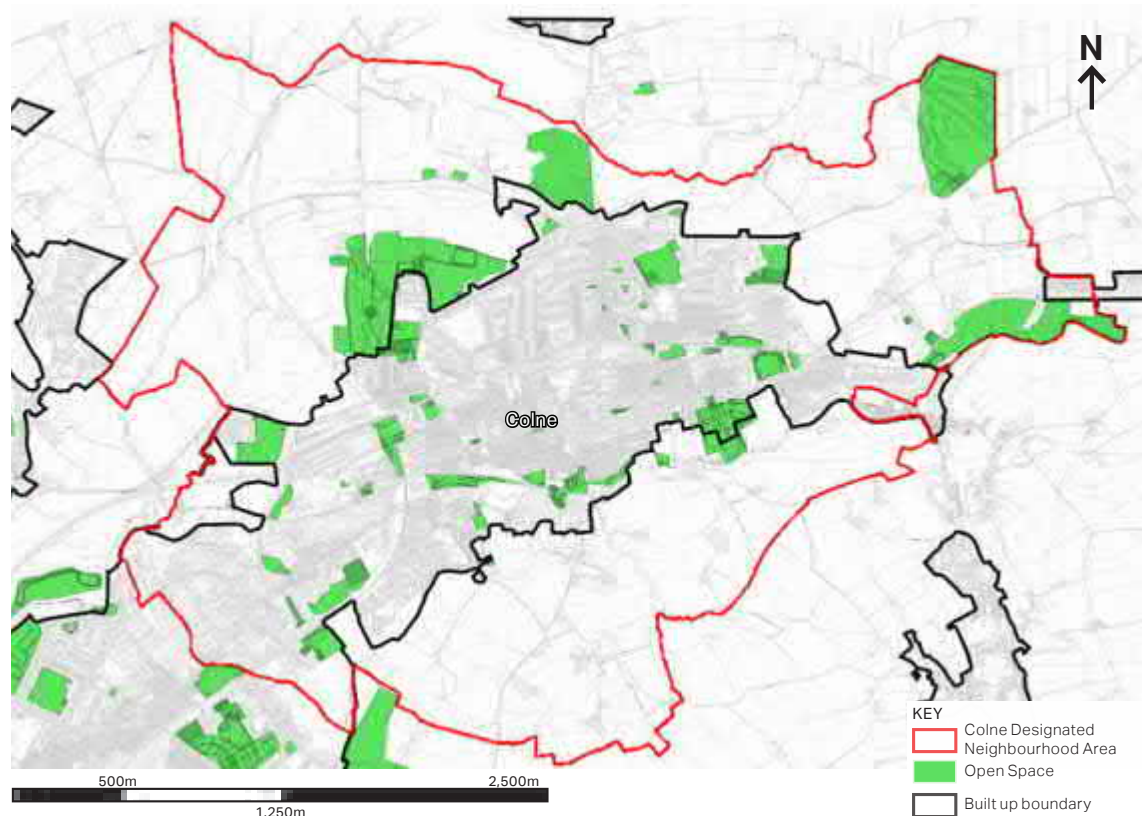 N
Colne
KEY
Colne Designated
Neighbourhood Area
Open Space
Built up boundary
500m
2,500m
1,250m